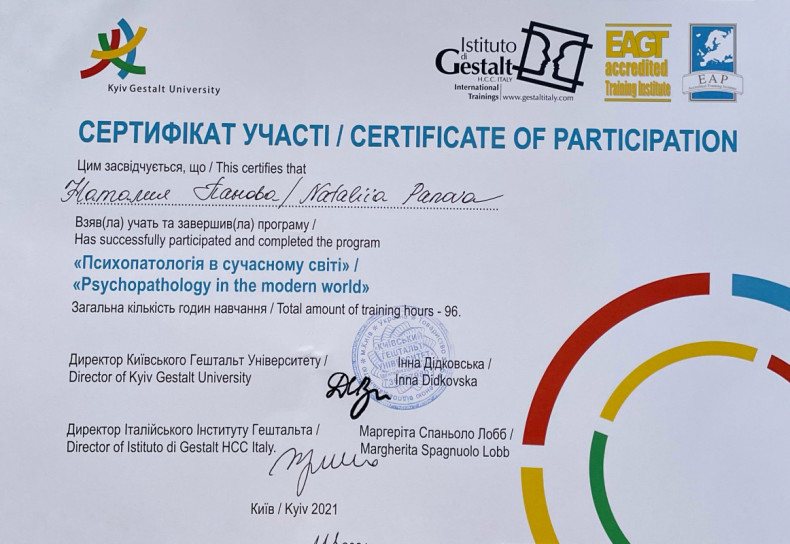 Kyiv Gestalt University
Istituto
di
Gestalt
H.C.C. ITALY
International
Trainings
www.gestaltitaly.com
EAGT
accredited
Training Institute
EAP
СЕРТИФІКАТ УЧАСТІ / CERTIFICATE OF PARTICIPATION
Цим засвідчується, що / This certifies that
Наталия Панова / Nataliia Panova
Взяв(ла) участь та завершив(ла) програму /
Has successfully participated and completed the program
«Психопатологія в сучасному світі» /
«Psychopathology in the modern world»
Загальна кількість годин навчання / Total amount of training hours - 96.
Директор Київського Гештальт Університету /
Director of Kyiv Gestalt University
Інна Дідковська /
Inna Didkovska
КИЇВСЬКИЙ
ГЕШТАЛЬТ
УНІВЕРСИТЕТ
Директор Італійського Інституту Гештальта /
Director of Istituto di Gestalt HCC Italy.
Маргеріта Спаньоло Лобб /
Margherita Spagnuolo Lobb
Київ / Kyiv 2021